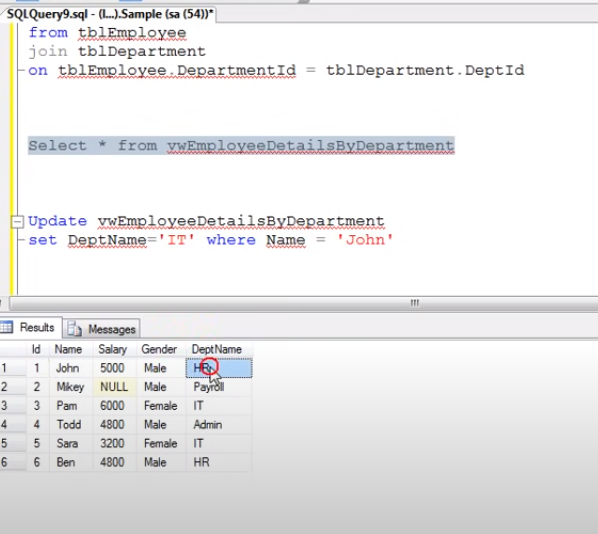 SQLQuery9.sql - (l...).Sample (sa (54))*
from tblEmployee
join tblDepartment
on tblEmployee.DepartmentId = tblDepartment.DeptId
Select * from vwEmployeeDetailsByDepartment
Update vwEmployeeDetailsByDepartment
set DeptName='IT' where Name = 'John'
Results Messages
Id Name Salary Gender DeptName
1 1 John 5000 Male HR
2 2 Mikey NULL Male Payroll
3 3 Pam 6000 Female IT
4 4 Todd 4800 Male Admin
5 5 Sara 3200 Female IT
6 6 Ben 4800 Male HR